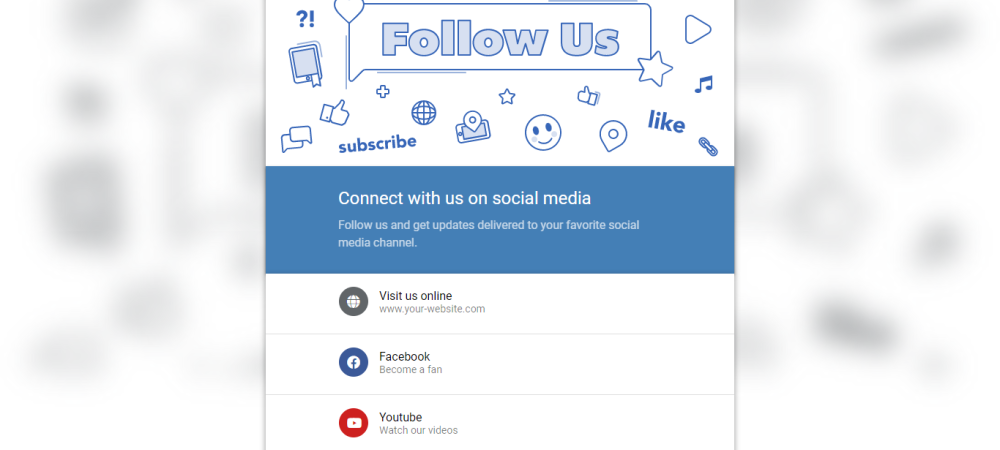 ?!
Follow Us
subscribe
like
Connect with us on social media
Follow us and get updates delivered to your favorite social
media channel.
Visit us online
www.your-website.com
Facebook
Become a fan
Youtube
Watch our videos